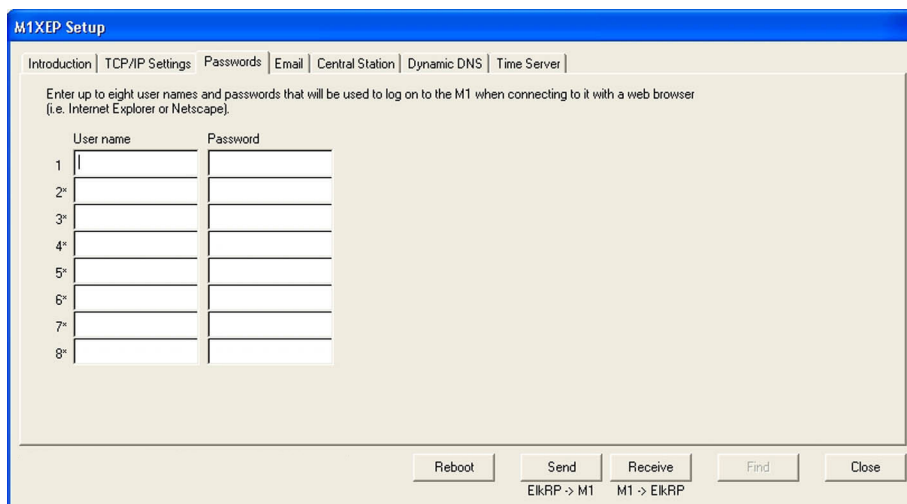 M1XEP Setup
Introduction TCP/IP Settings Passwords Email Central Station Dynamic DNS Time Server
Enter up to eight user names and passwords that will be used to log on to the M1 when connecting to it with a web browser
(i.e. Internet Explorer or Netscape).
User name Password
1
2*
3*
4*
5*
6*
7*
8*
Reboot Send Receive Find Close
ElkRP -> M1 M1 -> ElkRP